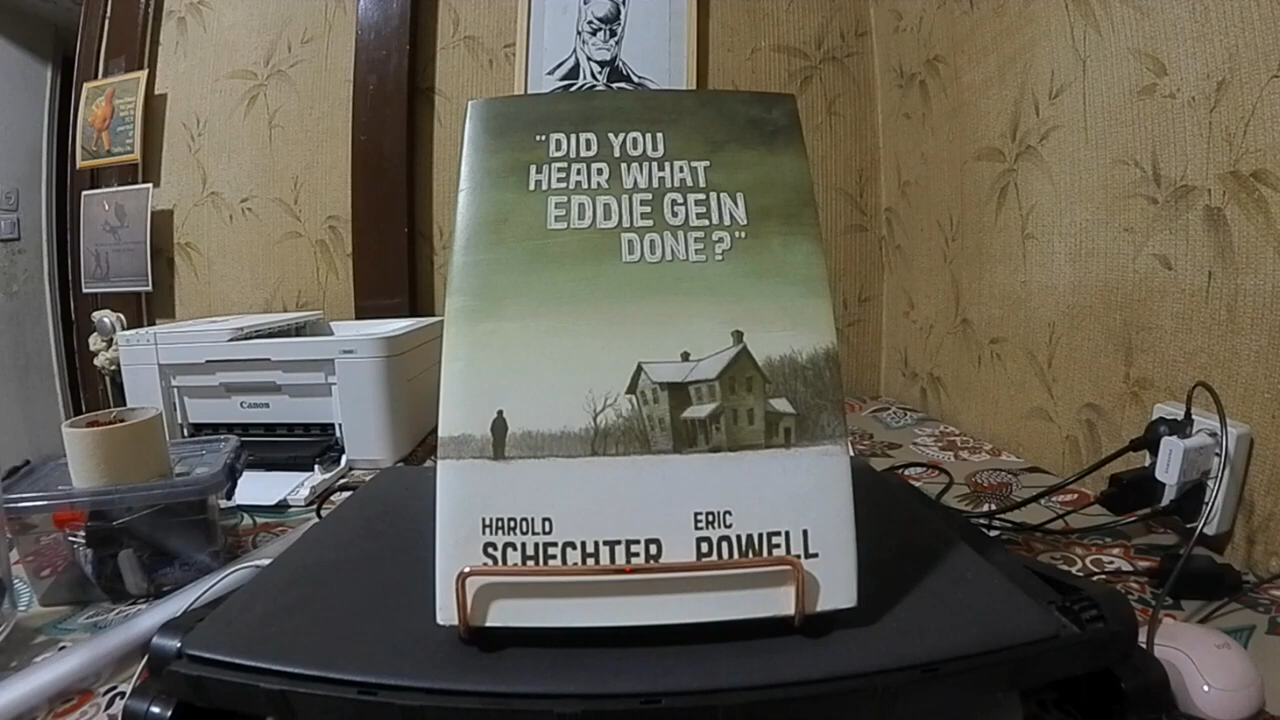 "DID YOU
HEAR WHAT
EDDIE GEIN
DONE?"
HAROLD
SCHECHTER
ERIC
POWELL
Canon